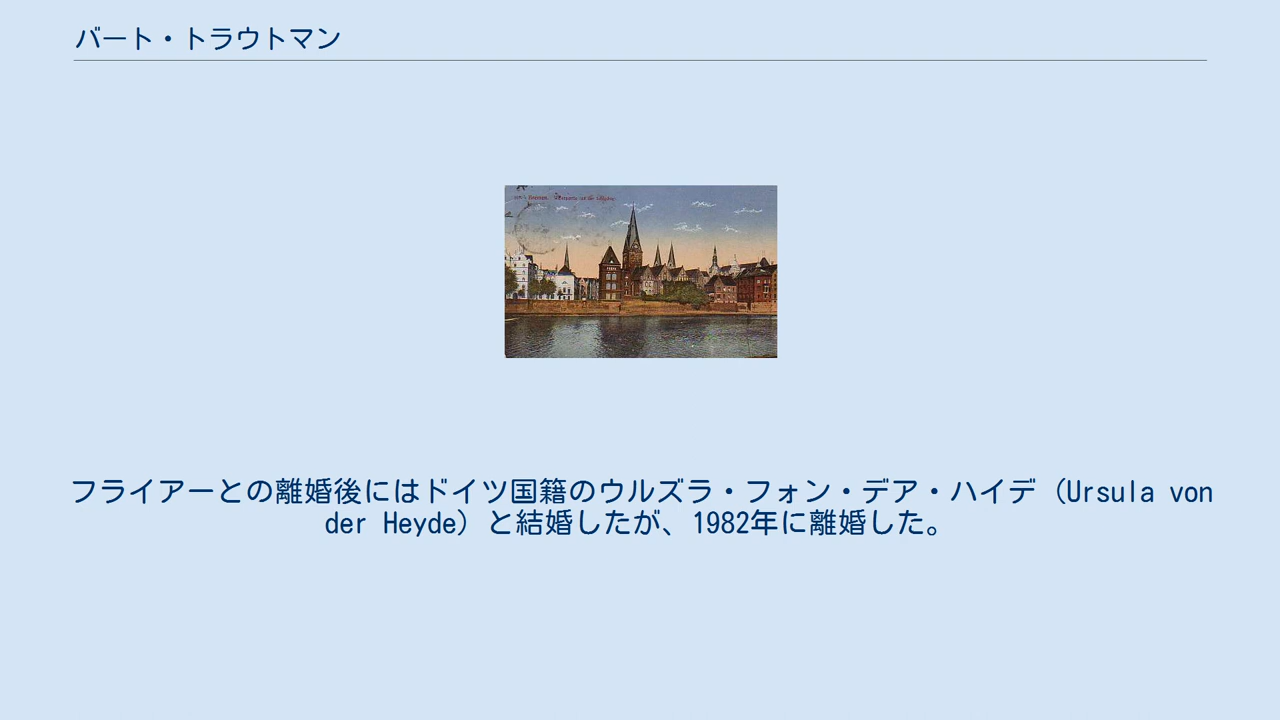 バート・トラウトマン
フライアーとの離婚後にはドイツ国籍のウルズラ・フォン・デア・ハイデ（Ursula von
der Heyde）と結婚したが、1982年に離婚した。